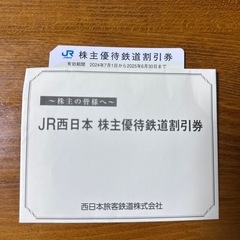 JR 株主優待鉄道割引券
有効期間 2024年7月1日から2025年6月30日まで
～株主の皆様へ～
JR西日本 株主優待鉄道割引券
西日本旅客鉄道株式会社